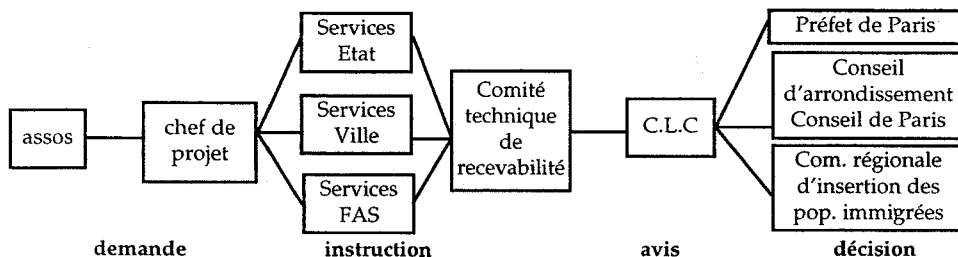 assos
chef de
projet
Services
Etat
Services
Ville
Services
FAS
Comité
technique
de
recevabilité
C.L.C
Préfet de Paris
Conseil
d'arrondissement
Conseil de Paris
Com. régionale
d'insertion des
pop. immigrées
demande
instruction
avis
décision